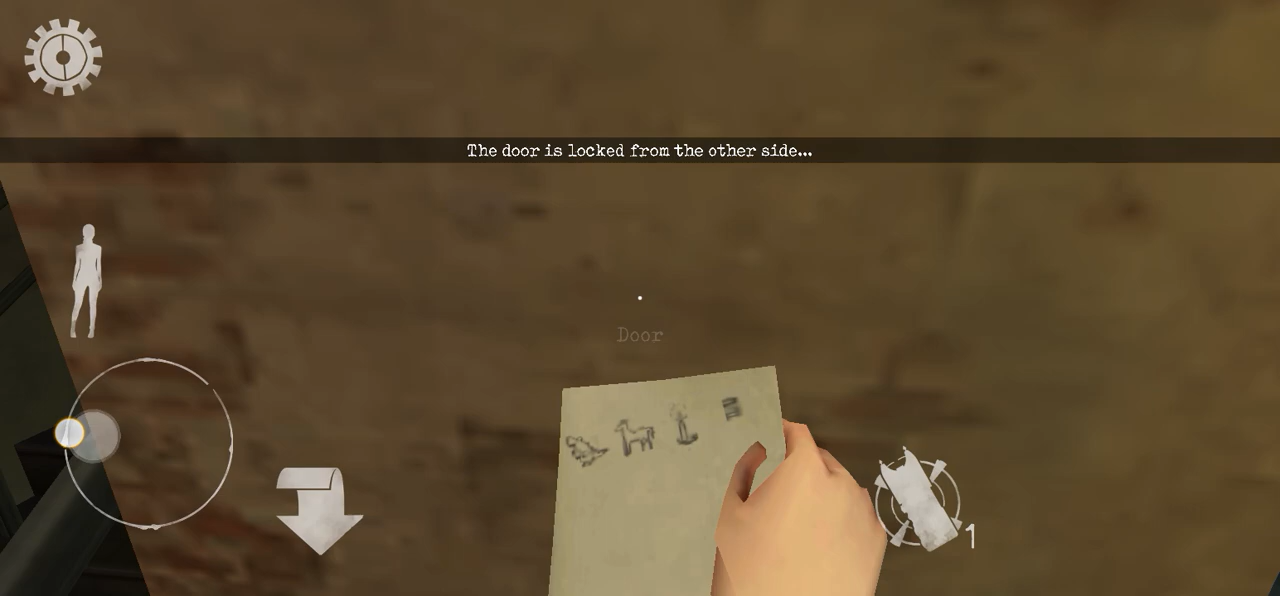 The door is locked from the other side...
Door
1